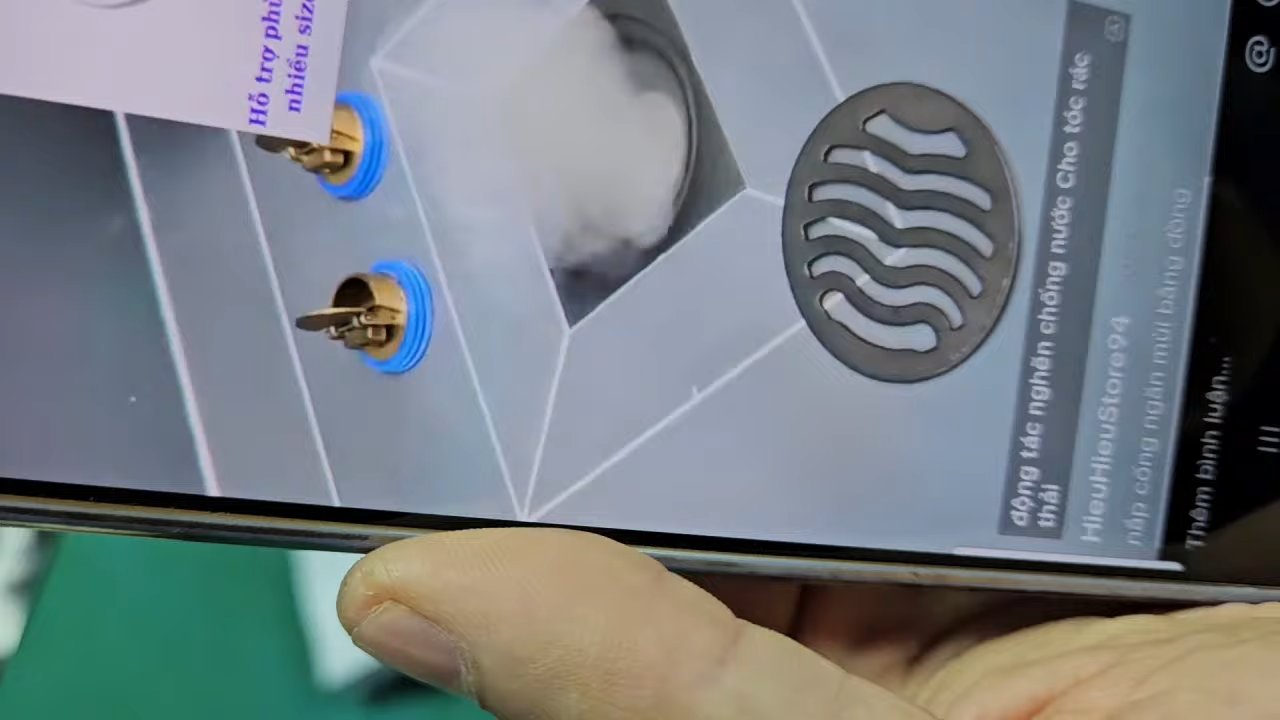 Hỗ trợ phù
nhiều size
động tác nghẽn chống nước Cho tóc rác
thải
HieuHieuStore94
nắp cống ngăn mùi bằng đồng
Thêm bình luận...
@